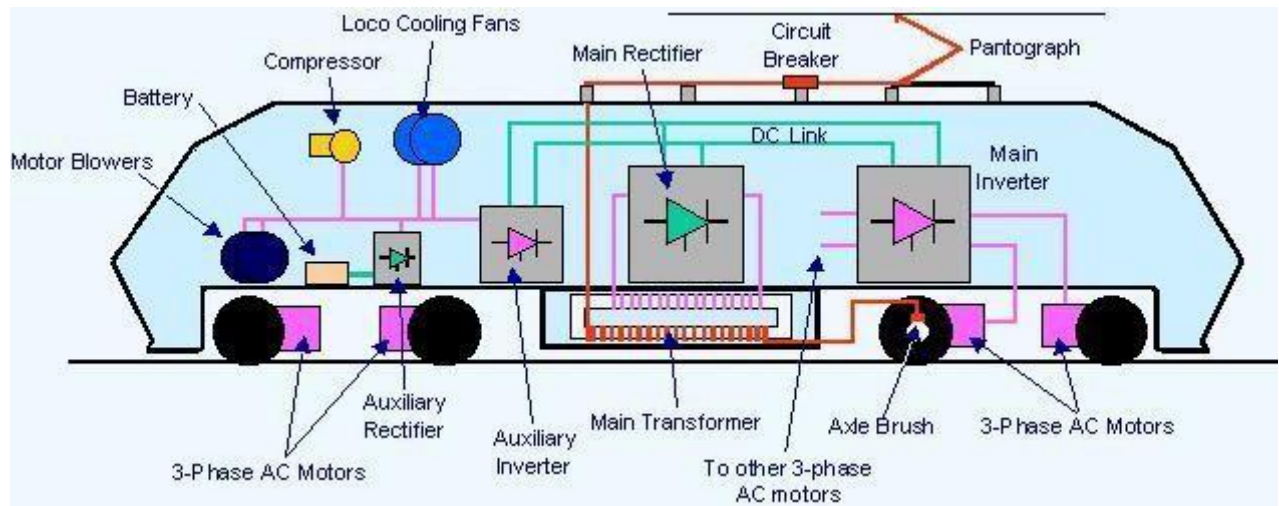 Loco Cooling Fans
Circuit
Breaker
Main Rectifier
Pantograph
Compressor
Battery
DC Link
Motor Blowers
Main
Inverter
Auxiliary
Rectifier
Main Transformer
Axle Brush
3-Phase AC Motors
Auxiliary
Inverter
3-Phase AC Motors
To other 3-phase
AC motors